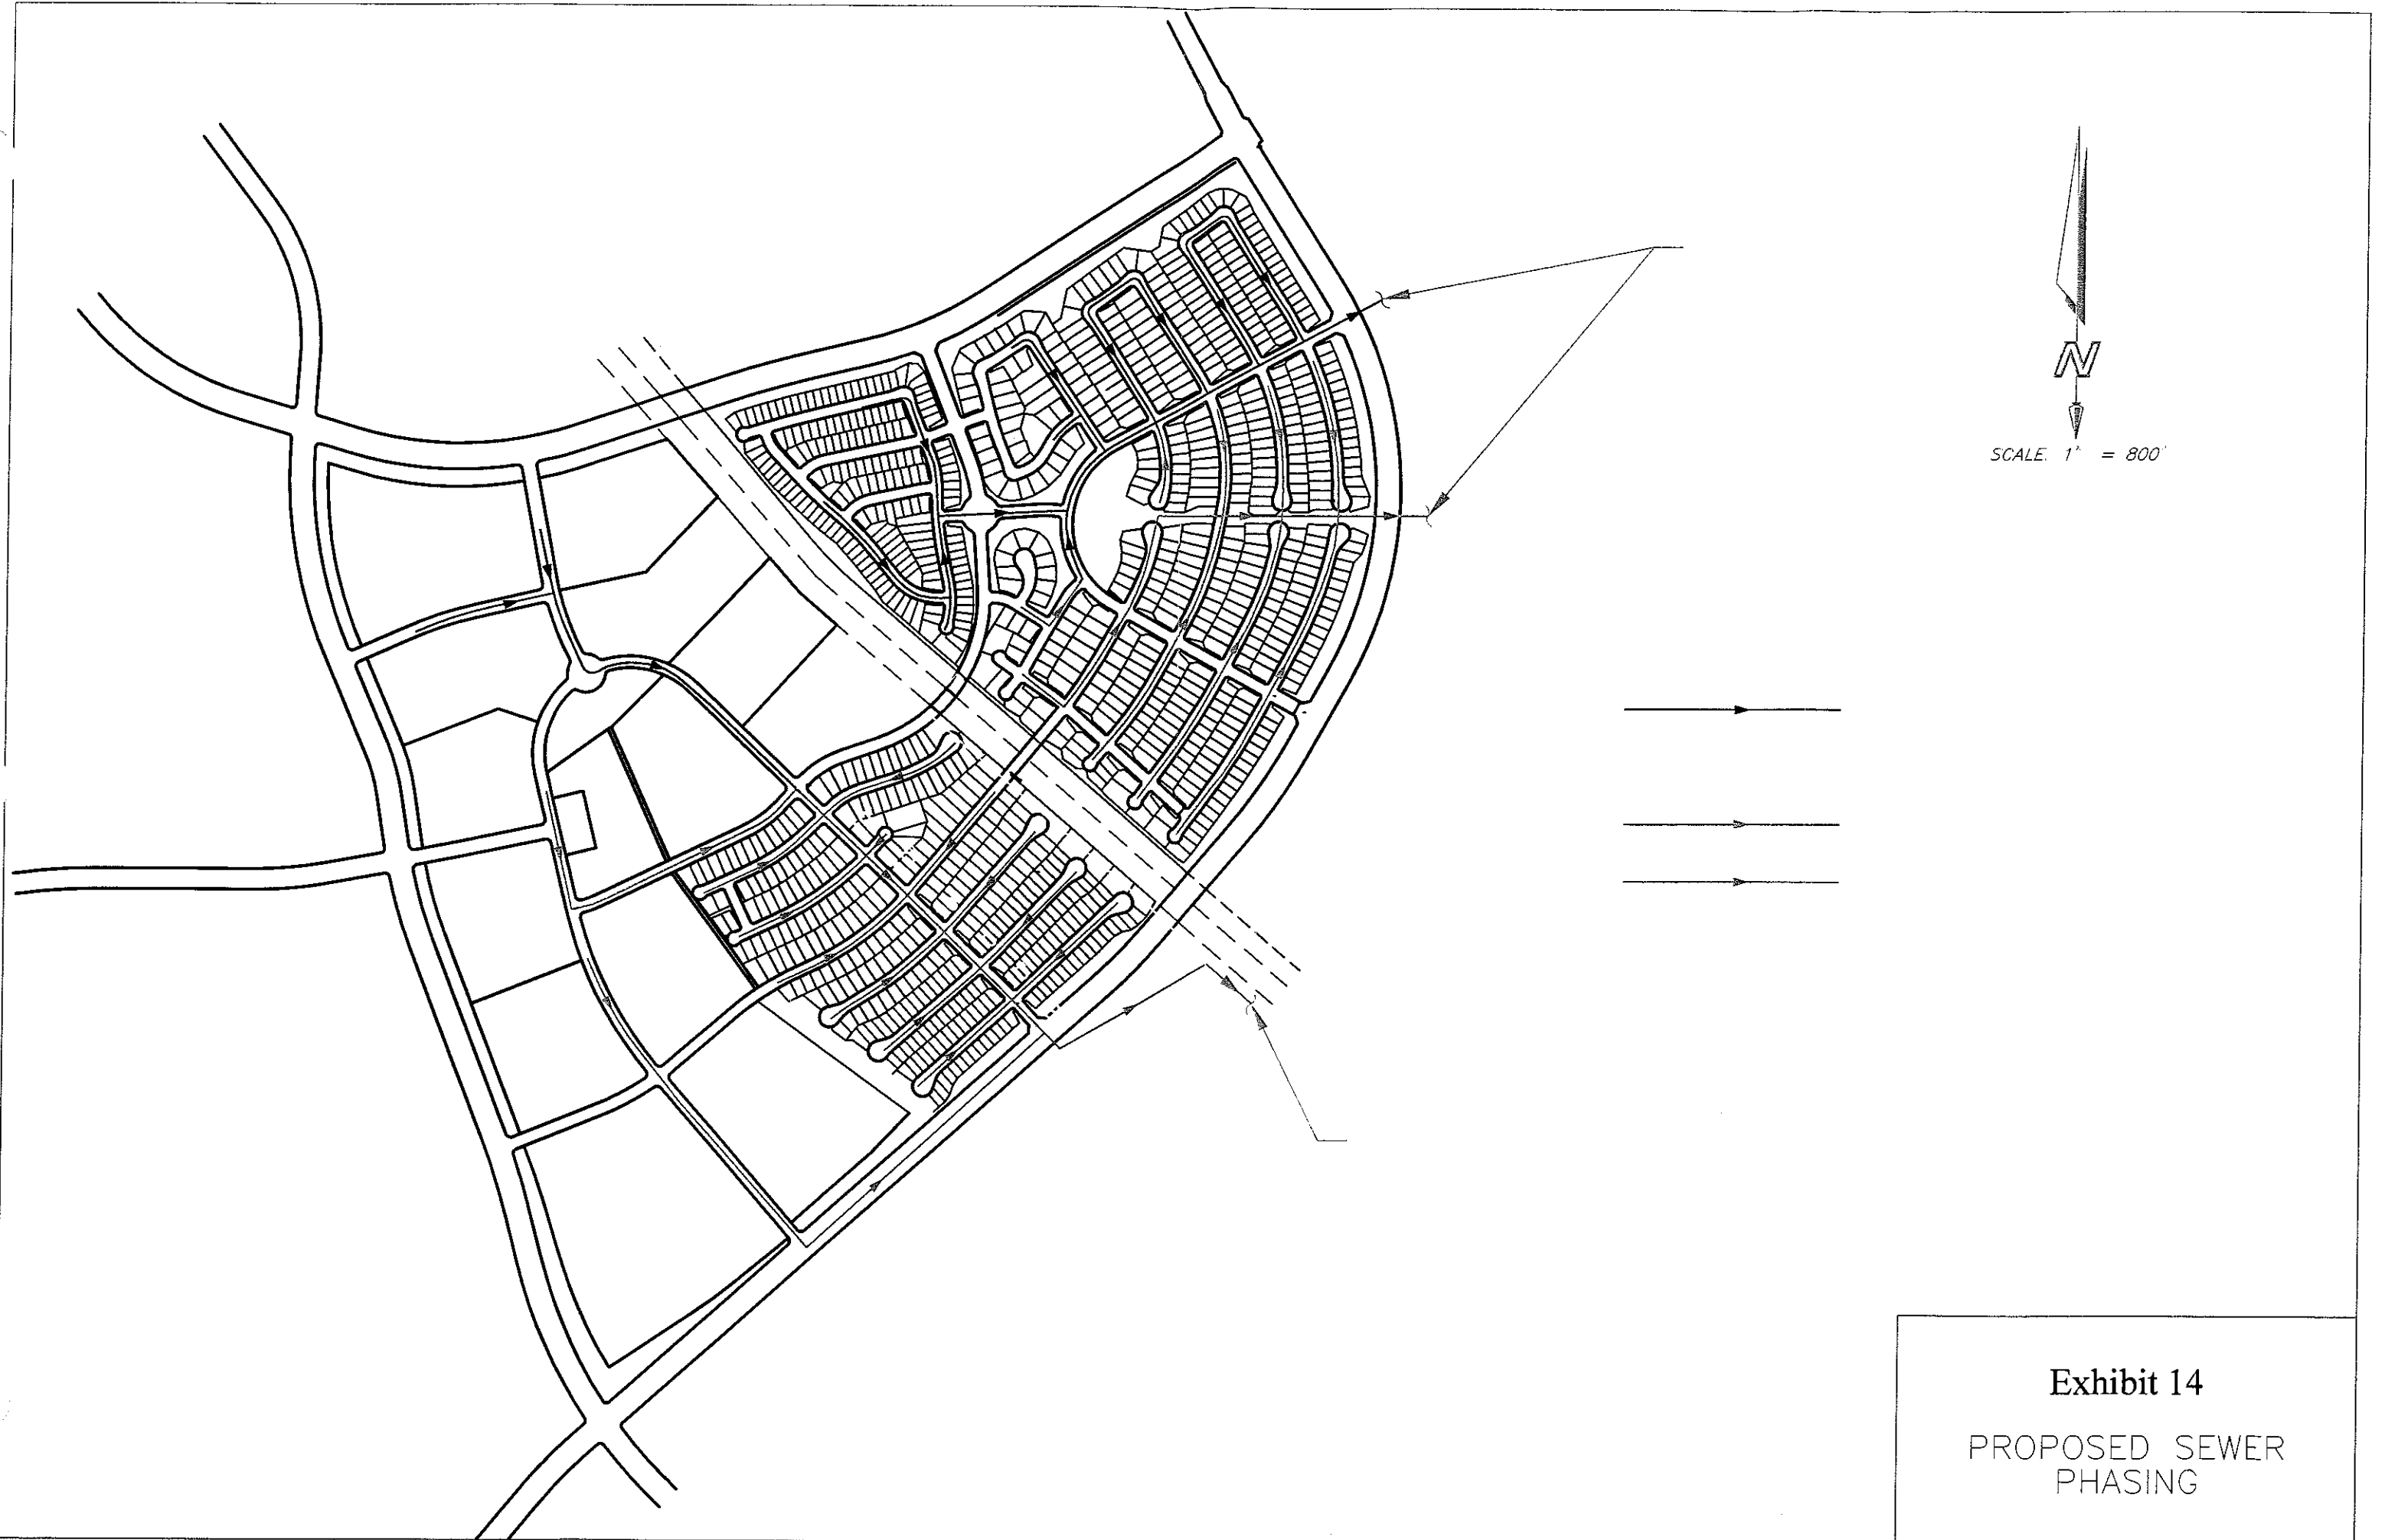 N
SCALE: 1" = 800'
Exhibit 14
PROPOSED SEWER
PHASING